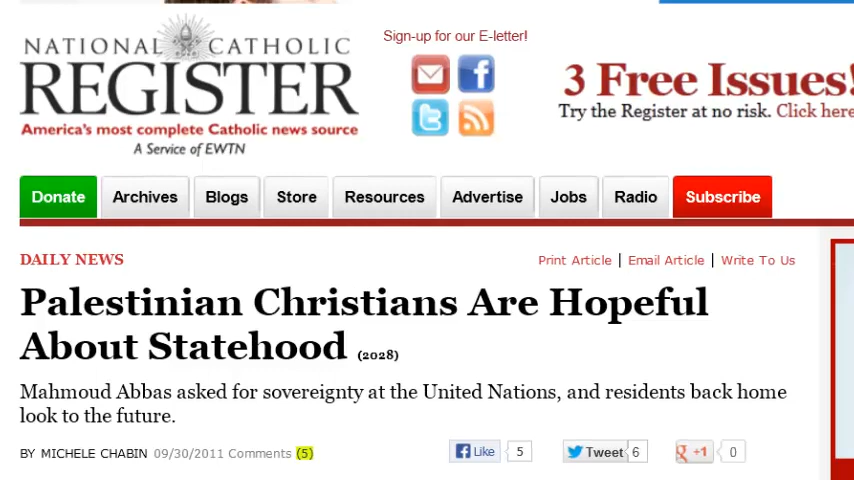 NATIONAL CATHOLIC
REGISTER
America's most complete Catholic news source
A Service of EWTN
Sign-up for our E-letter!
3 Free Issues!
Try the Register at no risk. Click here
Donate
Archives
Blogs
Store
Resources
Advertise
Jobs
Radio
Subscribe
DAILY NEWS
Print Article | Email Article | Write To Us
Palestinian Christians Are Hopeful
About Statehood (2028)
Mahmoud Abbas asked for sovereignty at the United Nations, and residents back home
look to the future.
BY MICHELE CHABIN 09/30/2011 Comments (5)
Like 5
Tweet 6
+1 0